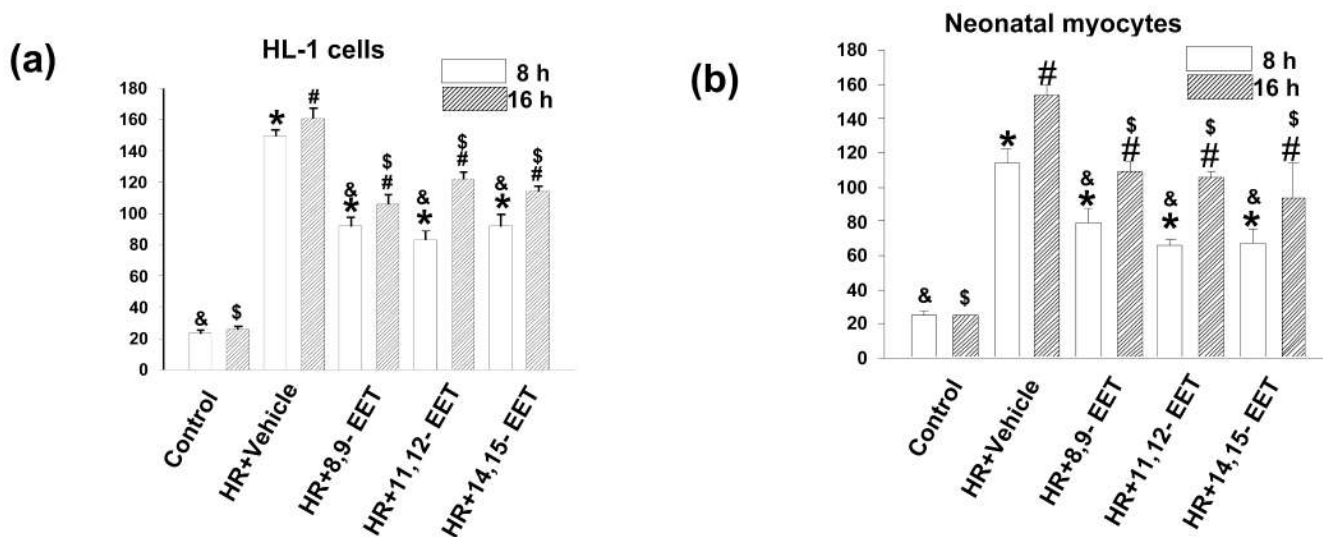 (a)
HL-1 cells
8 h
16 h
180
160
140
120
100
80
60
40
20
0
&
$
*
#
&
*
$
#
&
*
$
#
&
*
$
#
Control
HR+Vehicle
HR+8,9- EET
HR+11,12- EET
HR+14,15- EET
(b)
Neonatal myocytes
8 h
16 h
180
160
140
120
100
80
60
40
20
0
&
$
*
#
&
*
$
#
&
*
$
#
&
*
$
#
Control
HR+Vehicle
HR+8,9- EET
HR+11,12- EET
HR+14,15- EET